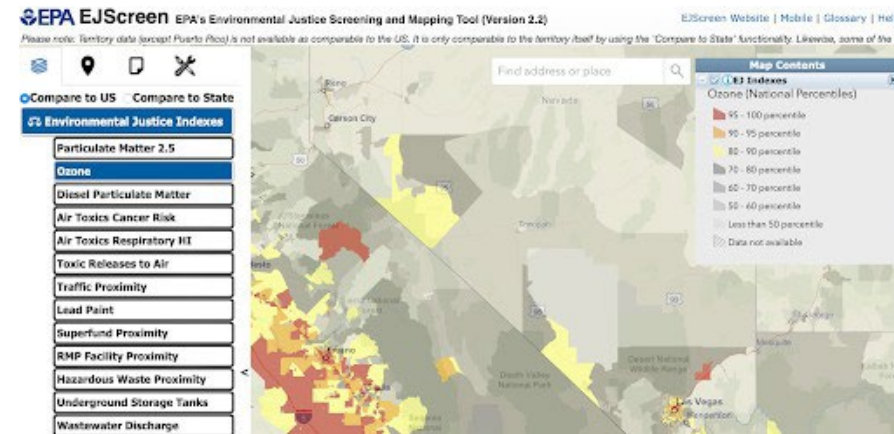 EPA EJScreen EPA's Environmental Justice Screening and Mapping Tool (Version 2.2)
EJScreen Website | Mobile | Glossary | Hel
Please note: Territory data (except Puerto Rico) is not available as comparable to the US. It is only comparable to the territory itself by using the 'Compare to State' functionality. Likewise, some of the
Compare to US Compare to State
Environmental Justice Indexes
Particulate Matter 2.5
Ozone
Diesel Particulate Matter
Air Toxics Cancer Risk
Air Toxics Respiratory HI
Toxic Releases to Air
Traffic Proximity
Lead Paint
Superfund Proximity
RMP Facility Proximity
Hazardous Waste Proximity
Underground Storage Tanks
Wastewater Discharge
Find address or place
Map Contents
EJ Indexes
Ozone (National Percentiles)
95 - 100 percentile
90 - 95 percentile
80 - 90 percentile
70 - 80 percentile
60 - 70 percentile
50 - 60 percentile
Less than 50 percentile
Data not available
Reno
Carson City
Nevada
50
95
95
93
Death Valley
National Park
Desert National
Wildlife Range
Mesquite
Las Vegas
Henderson